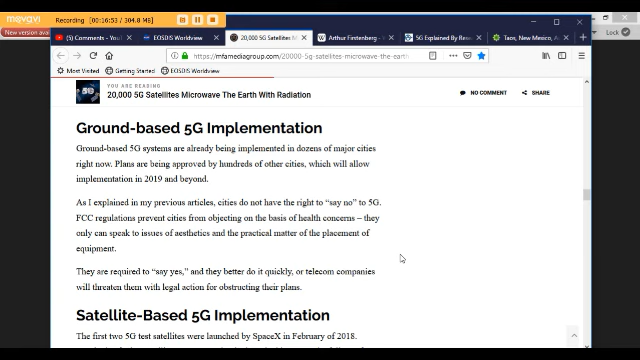 movavi Recording
00:16:53 / 304.8 MB
New version avai
Lock
(5) Comments - YouTube
EOSDIS Worldview
20,000 5G Satellites M
Arthur Firstenberg - W
5G Explained By Rese
Taos, New Mexico, A
https://mfamediagroup.com/20000-5g-satellites-microwave-the-earth
Most Visited
Getting Started
EOSDIS Worldview
YOU ARE READING
20,000 5G Satellites Microwave The Earth With Radiation
NO COMMENT
SHARE
Ground-based 5G Implementation
Ground-based 5G systems are already being implemented in dozens of major cities
right now. Plans are being approved by hundreds of other cities, which will allow
implementation in 2019 and beyond.
As I explained in my previous articles, cities do not have the right to “say no” to 5G.
FCC regulations prevent cities from objecting on the basis of health concerns – they
only can speak to issues of aesthetics and the practical matter of the placement of
equipment.
They are required to “say yes,” and they better do it quickly, or telecom companies
will threaten them with legal action for obstructing their plans.
Satellite-Based 5G Implementation
The first two 5G test satellites were launched by SpaceX in February of 2018.